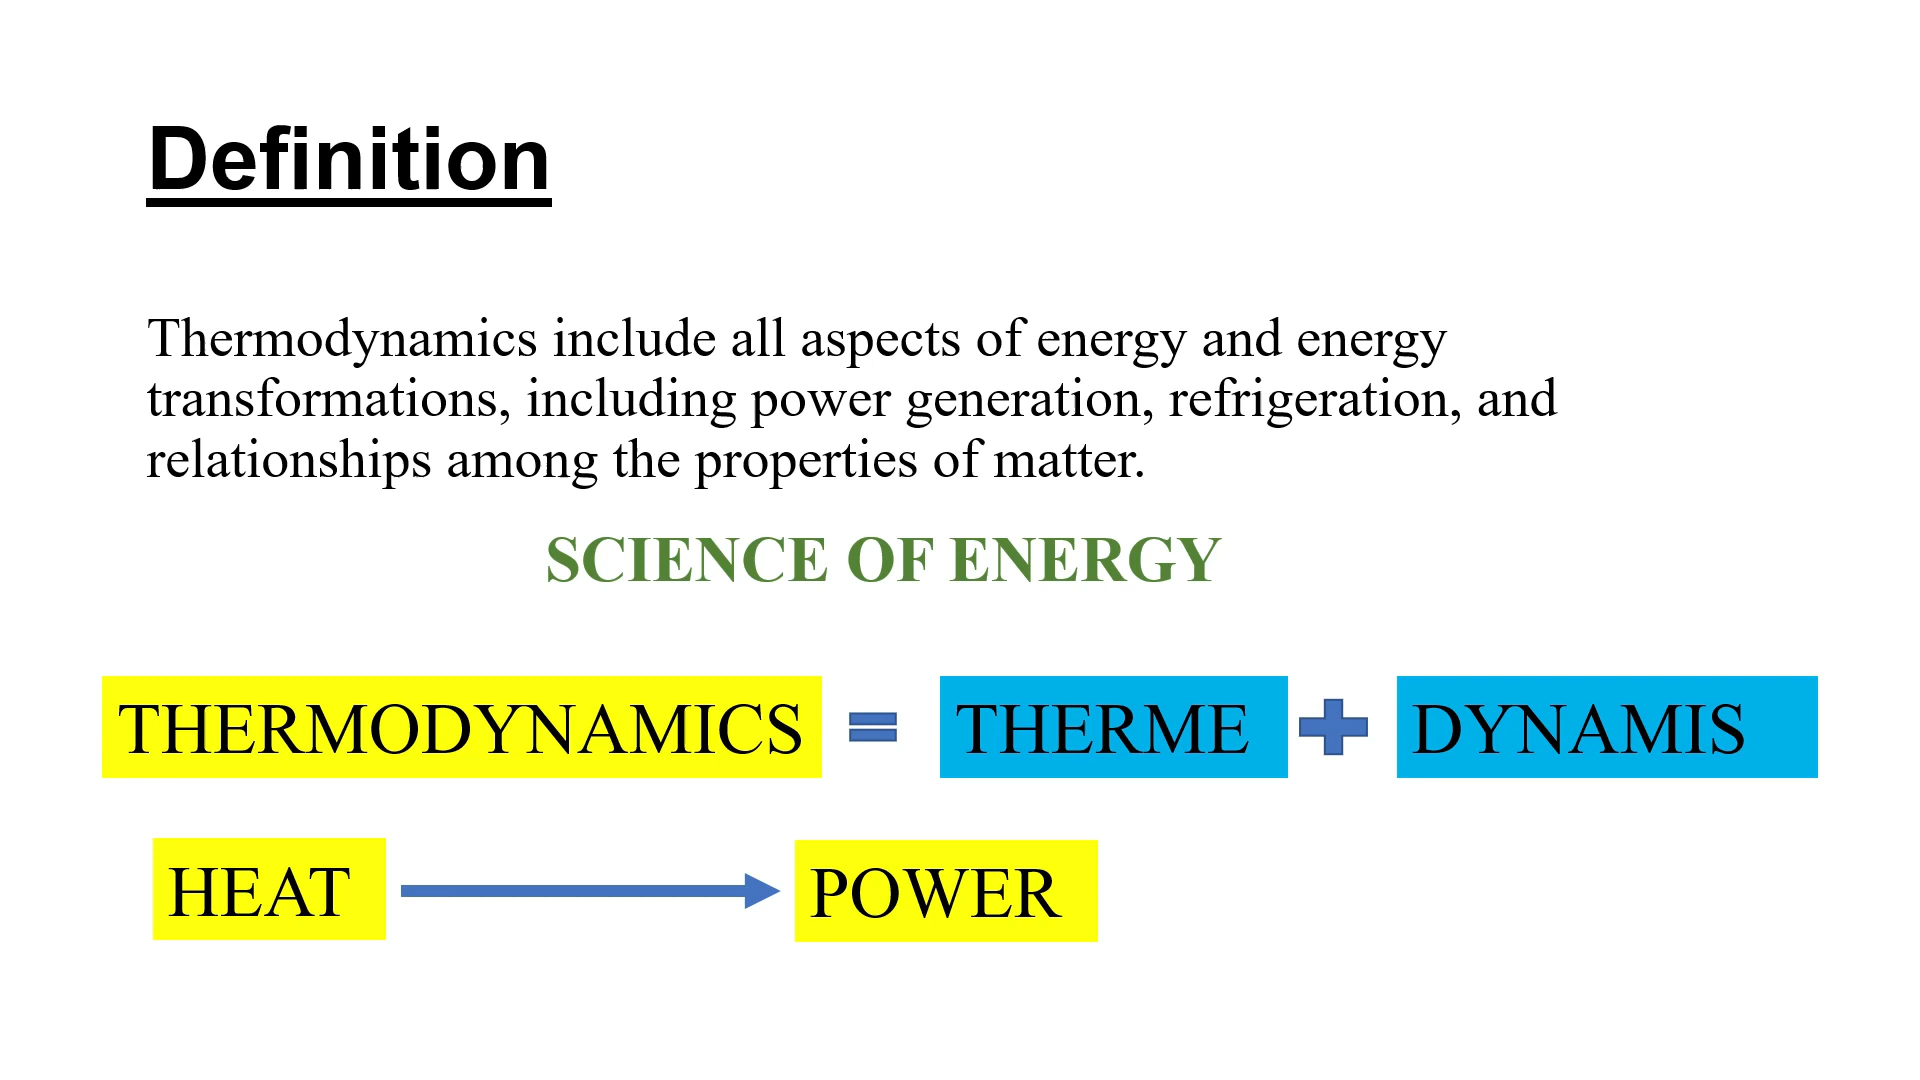 Definition
Thermodynamics include all aspects of energy and energy
transformations, including power generation, refrigeration, and
relationships among the properties of matter.
SCIENCE OF ENERGY
THERMODYNAMICS = THERME + DYNAMIS
HEAT POWER